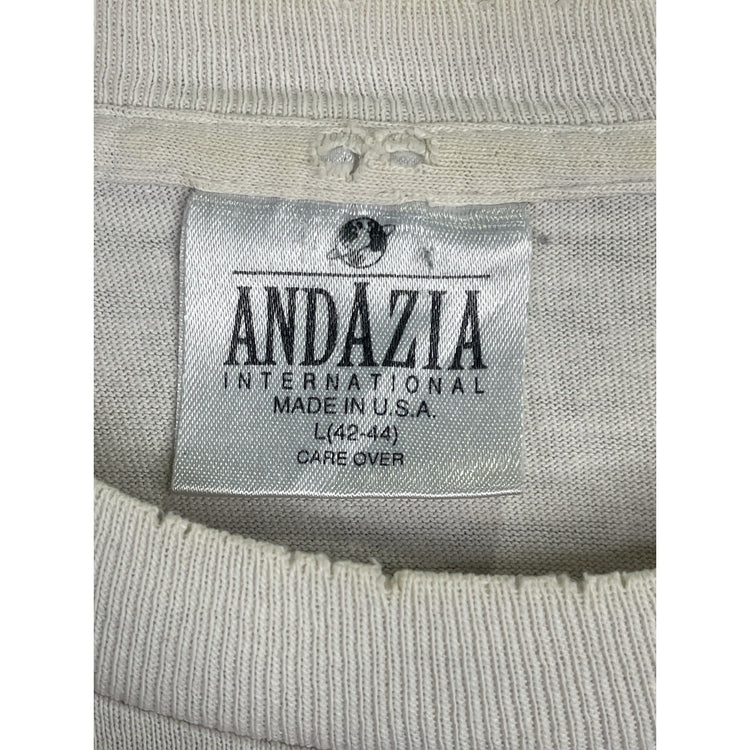 ANDAZIA
INTERNATIONAL
MADE IN U.S.A.
L(42-44)
CARE OVER